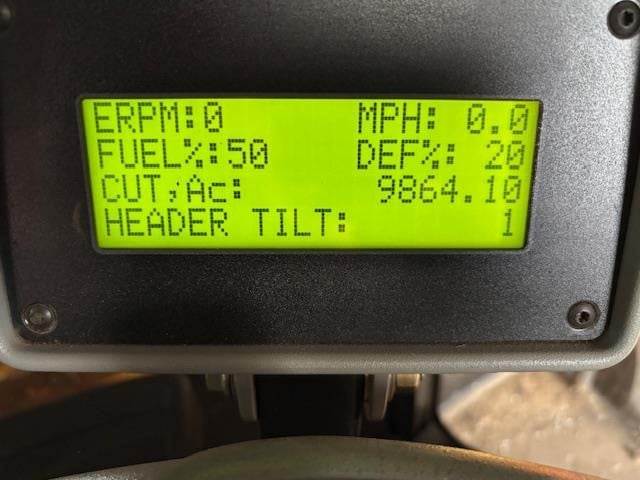 ERPM:0 MPH: 0.0
FUEL%:50 DEF%: 20
CUT,Ac: 9864.10
HEADER TILT: 1